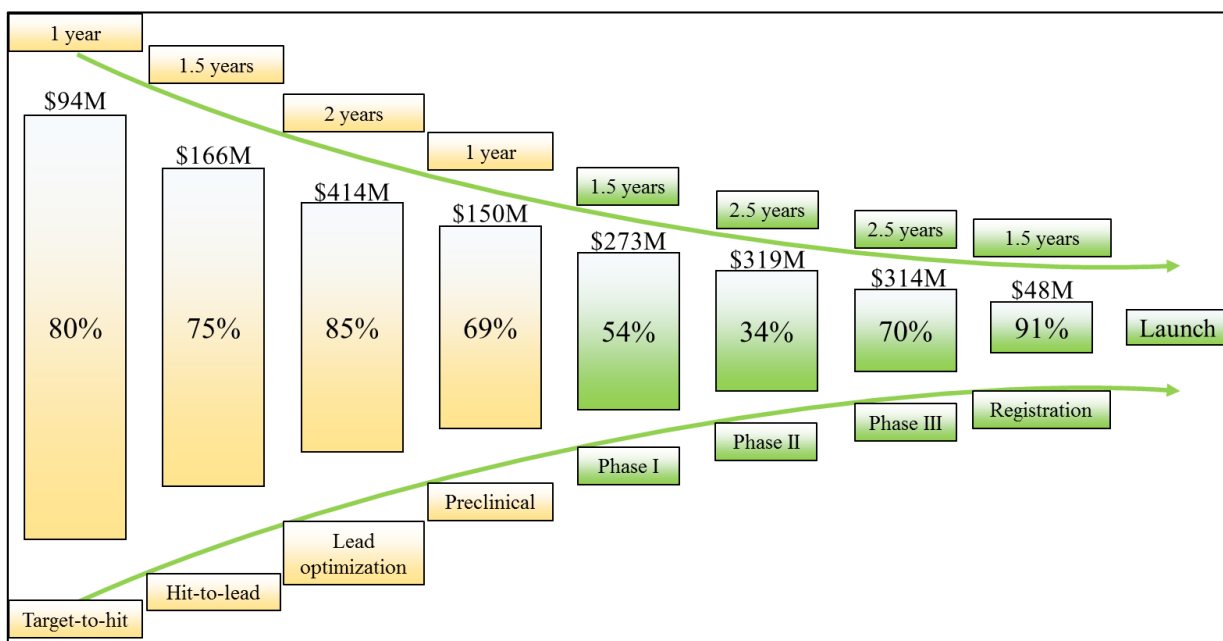 1 year
1.5 years
2 years
1 year
1.5 years
2.5 years
2.5 years
1.5 years
$94M
$166M
$414M
$150M
$273M
$319M
$314M
$48M
80%
75%
85%
69%
54%
34%
70%
91%
Launch
Target-to-hit
Hit-to-lead
Lead
optimization
Preclinical
Phase I
Phase II
Phase III
Registration